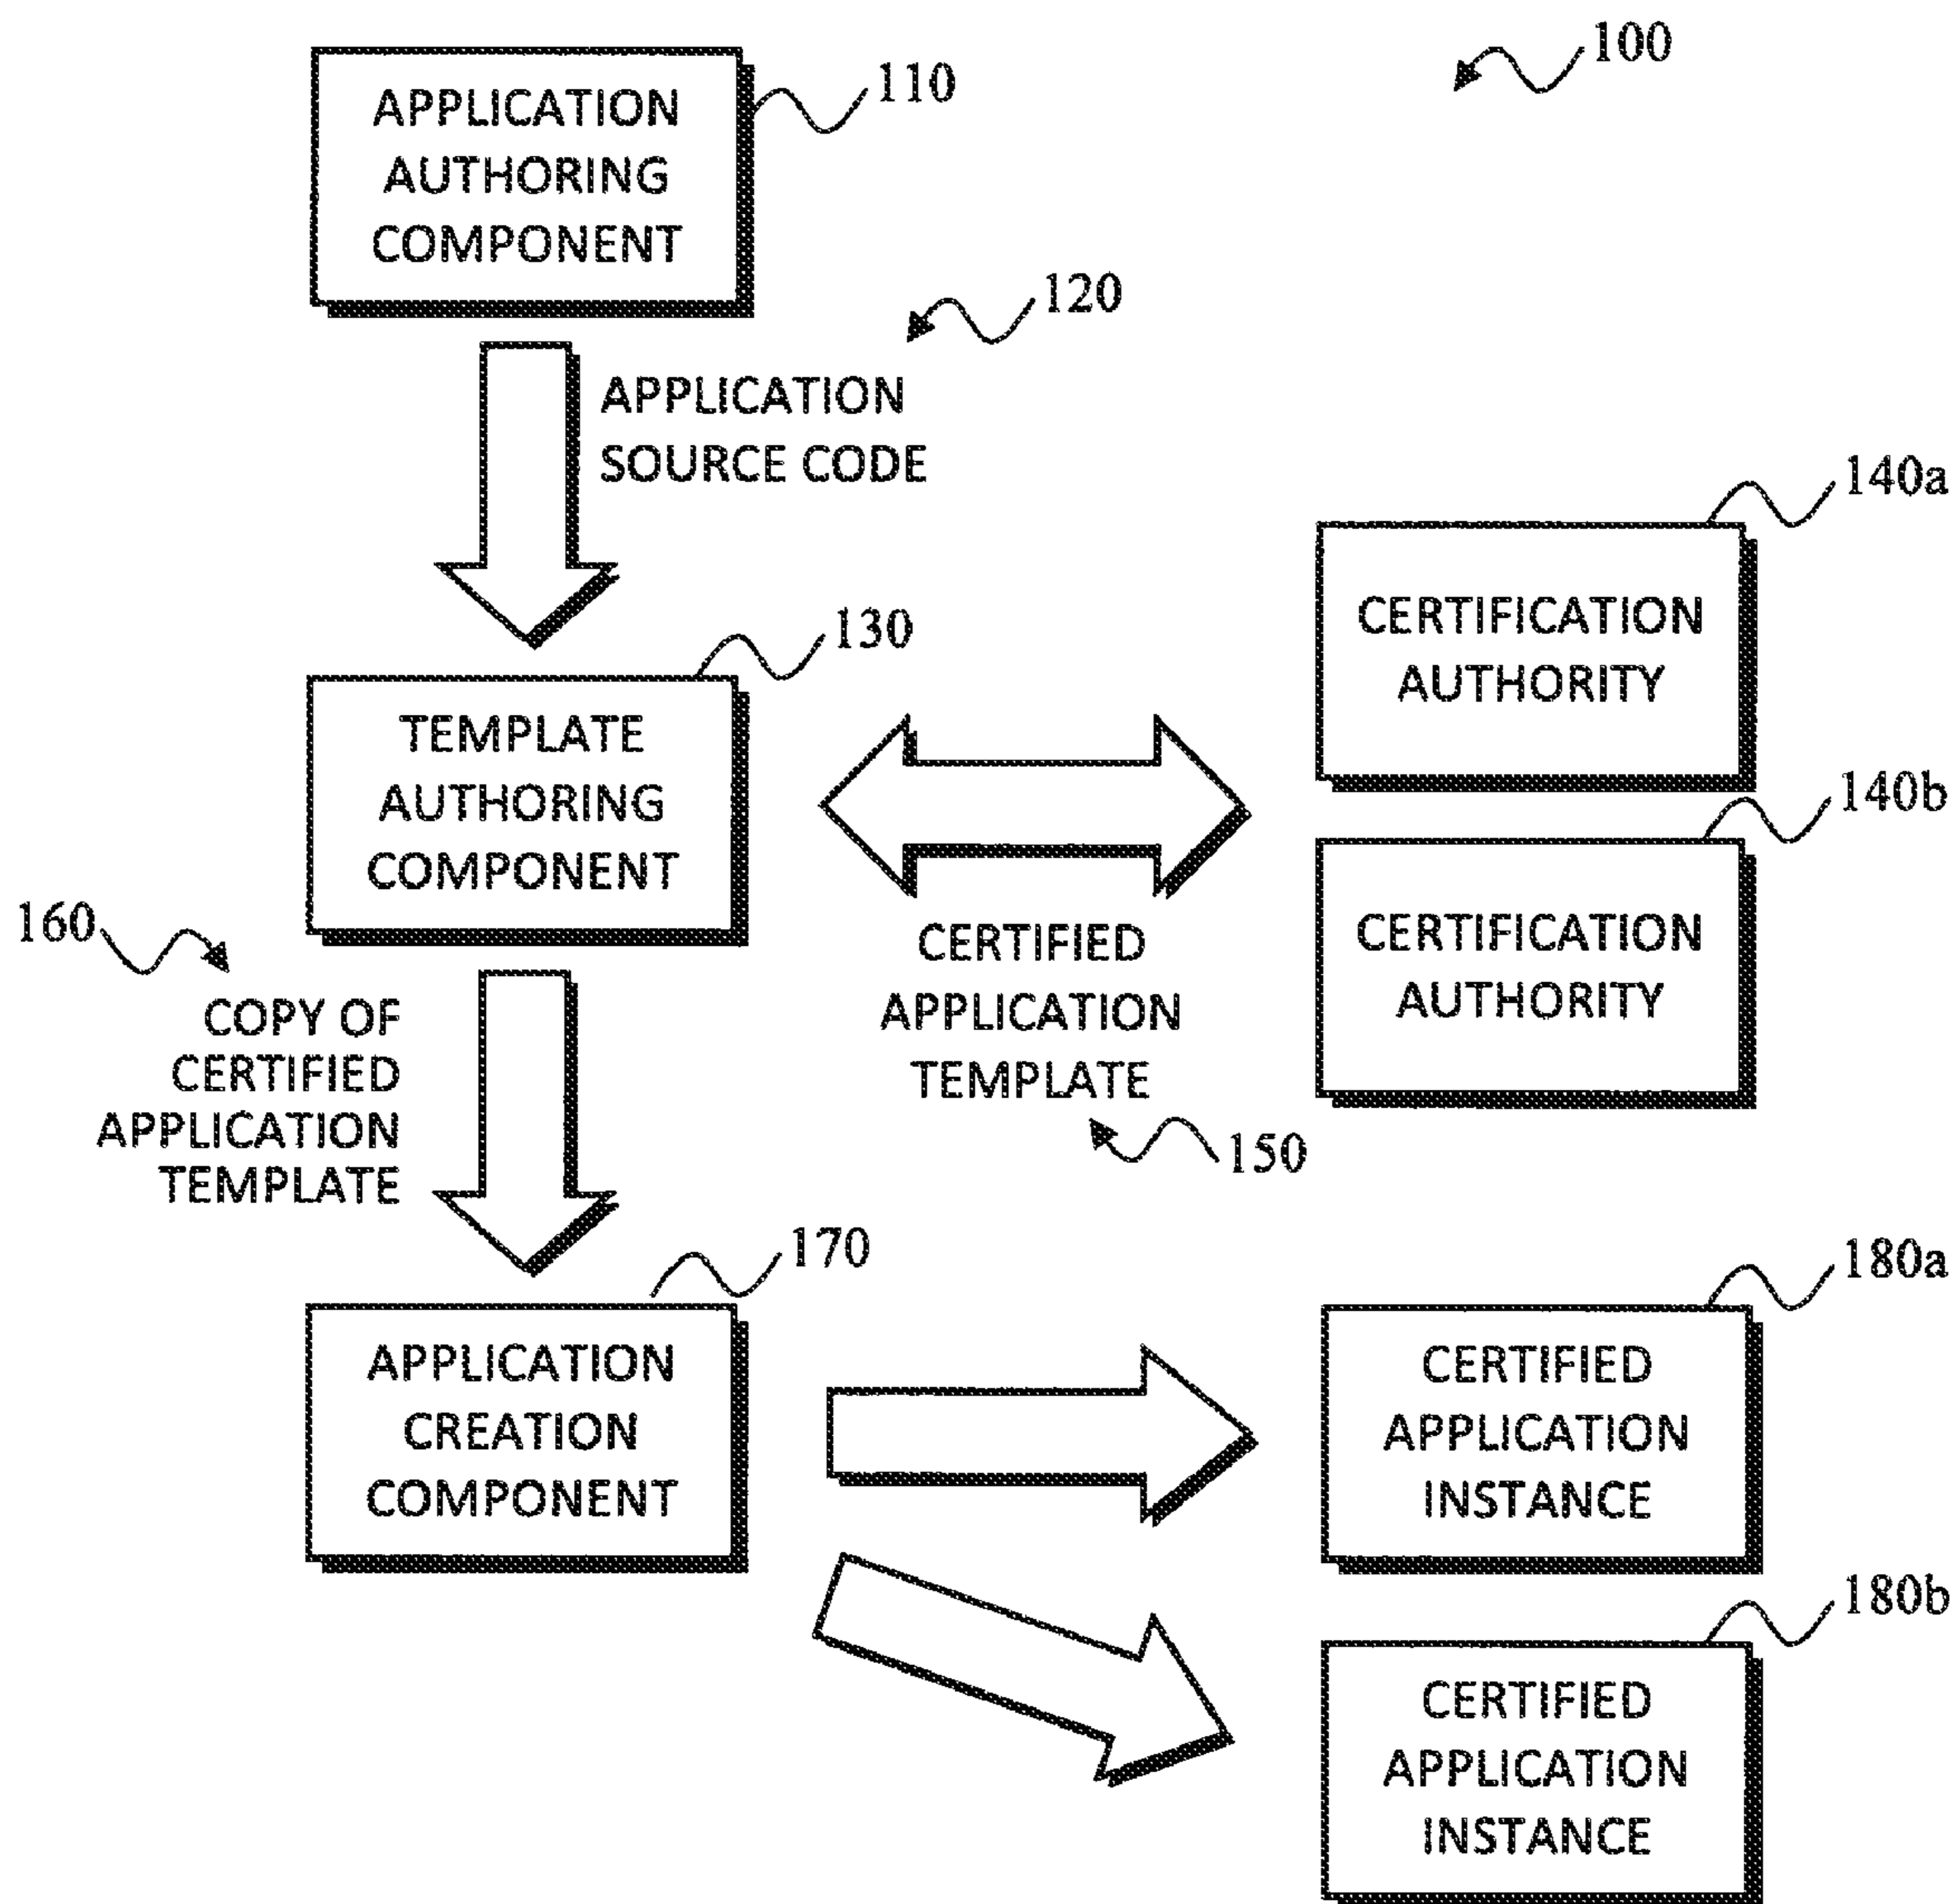 100
110
APPLICATION
AUTHORING
COMPONENT
120
APPLICATION
SOURCE CODE
140a
CERTIFICATION
AUTHORITY
130
TEMPLATE
AUTHORING
COMPONENT
140b
CERTIFICATION
AUTHORITY
CERTIFIED
APPLICATION
TEMPLATE
150
160
COPY OF
CERTIFIED
APPLICATION
TEMPLATE
170
APPLICATION
CREATION
COMPONENT
180a
CERTIFIED
APPLICATION
INSTANCE
180b
CERTIFIED
APPLICATION
INSTANCE